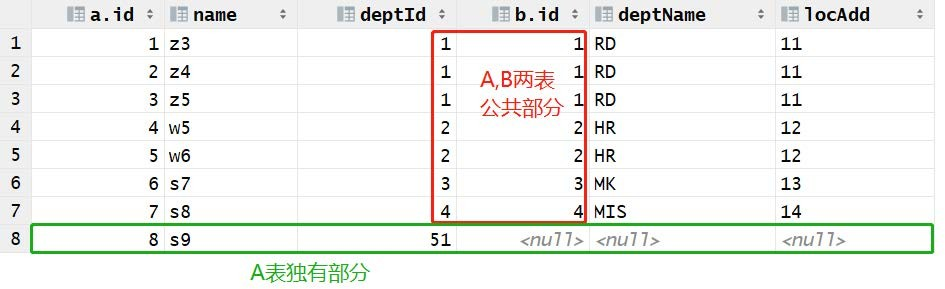 a.id name deptId b.id deptName locAdd
1 1 z3 1 1 RD 11
2 2 z4 1 1 RD 11
3 3 z5 1 1 RD 11
4 4 w5 2 2 HR 12
5 5 w6 2 2 HR 12
6 6 s7 3 3 MK 13
7 7 s8 4 4 MIS 14
8 8 s9 51 <null> <null> <null>
A,B两表
公共部分
A表独有部分